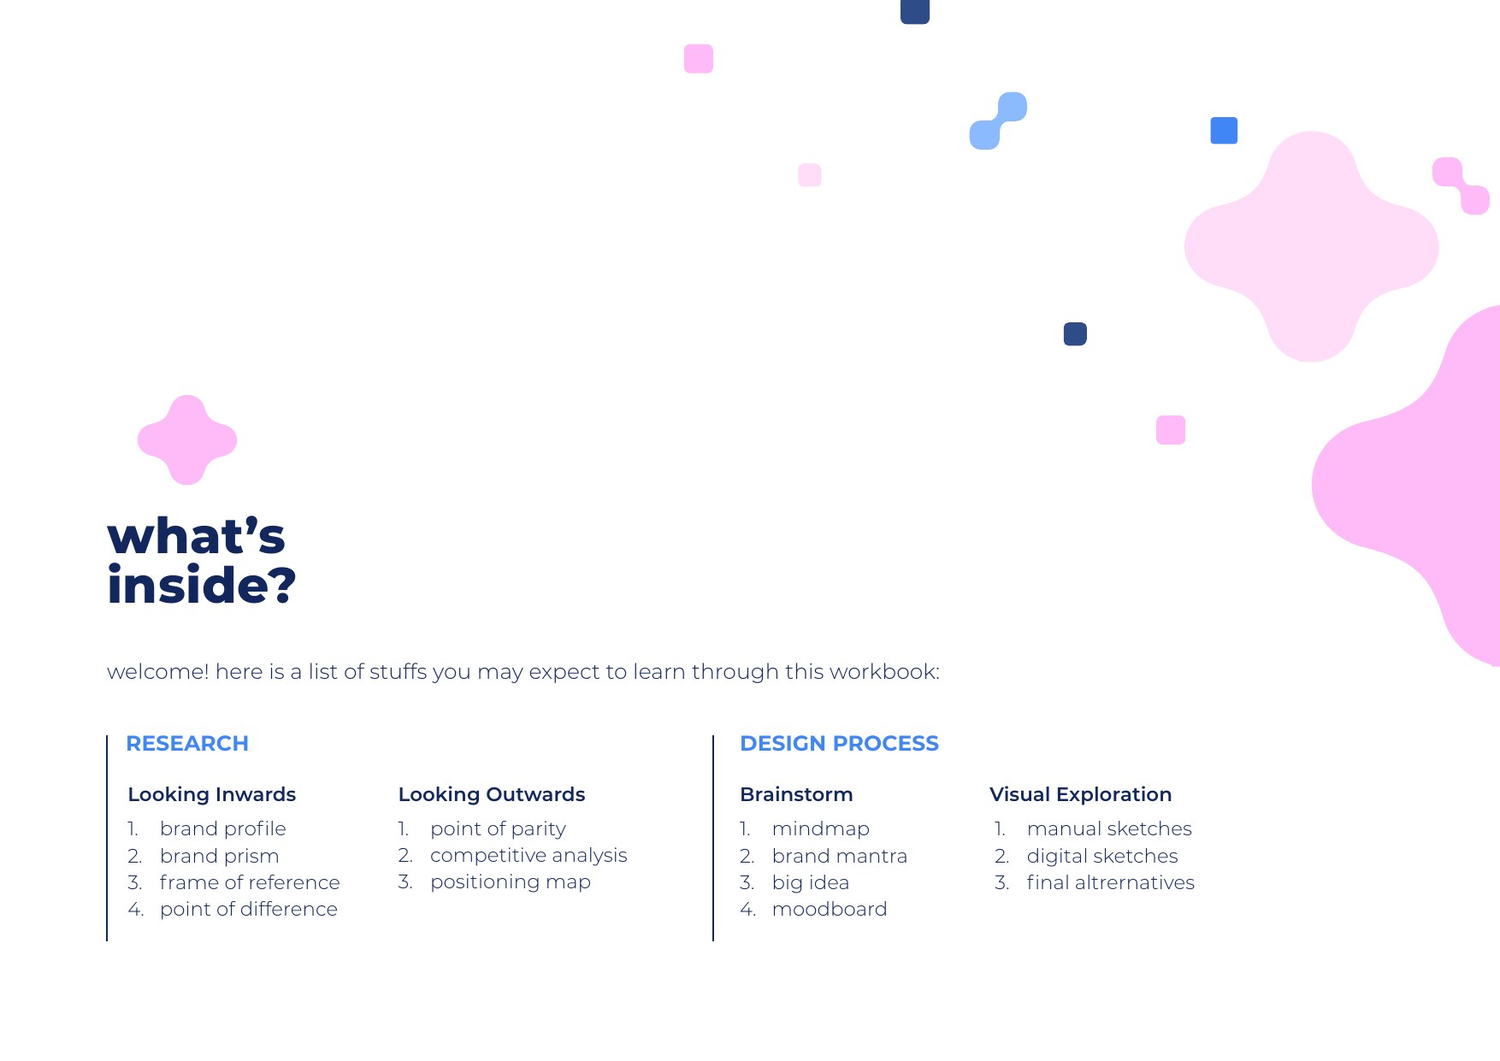 what’s
inside?
welcome! here is a list of stuffs you may expect to learn through this workbook:
RESEARCH
Looking Inwards
1. brand profile
2. brand prism
3. frame of reference
4. point of difference
Looking Outwards
1. point of parity
2. competitive analysis
3. positioning map
DESIGN PROCESS
Brainstorm
1. mindmap
2. brand mantra
3. big idea
4. moodboard
Visual Exploration
1. manual sketches
2. digital sketches
3. final altrernatives